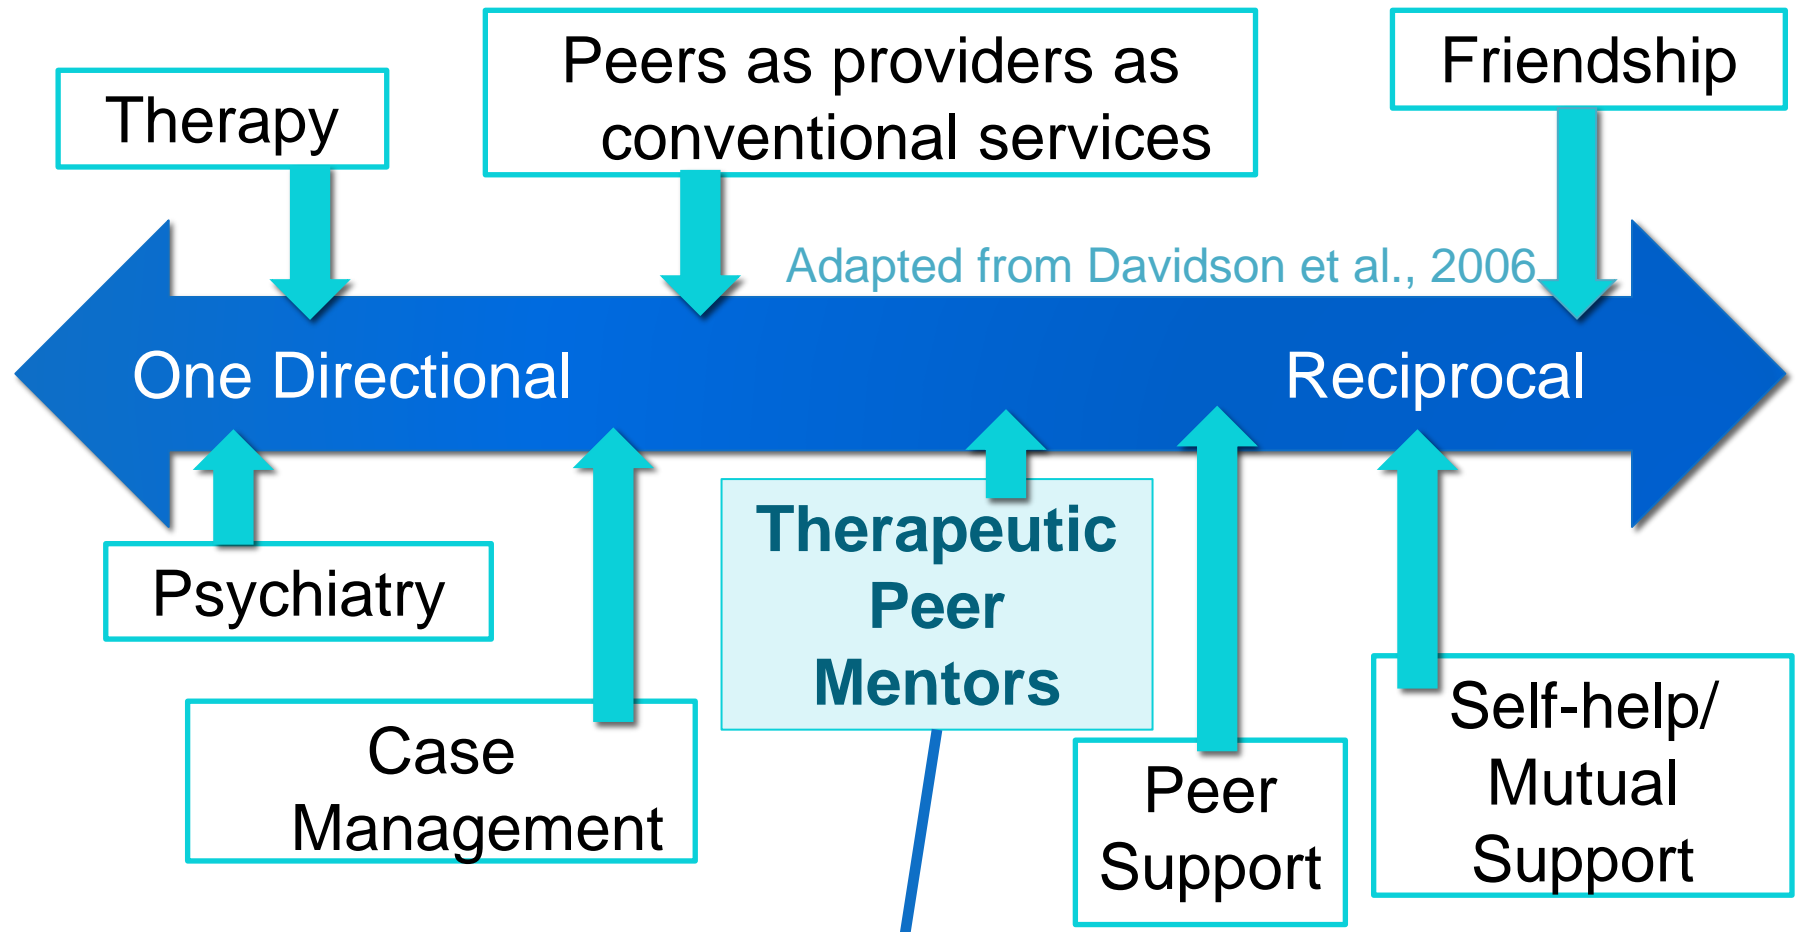 Therapy
Peers as providers as
conventional services
Friendship
Adapted from Davidson et al., 2006
One Directional
Reciprocal
Psychiatry
Case
Management
Therapeutic
Peer
Mentors
Peer
Support
Self-help/
Mutual
Support